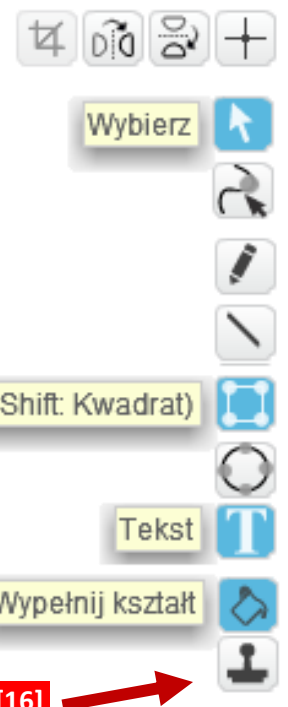 Wybierz
Shift: Kwadrat)
Tekst
Wypełnij kształt
[16]